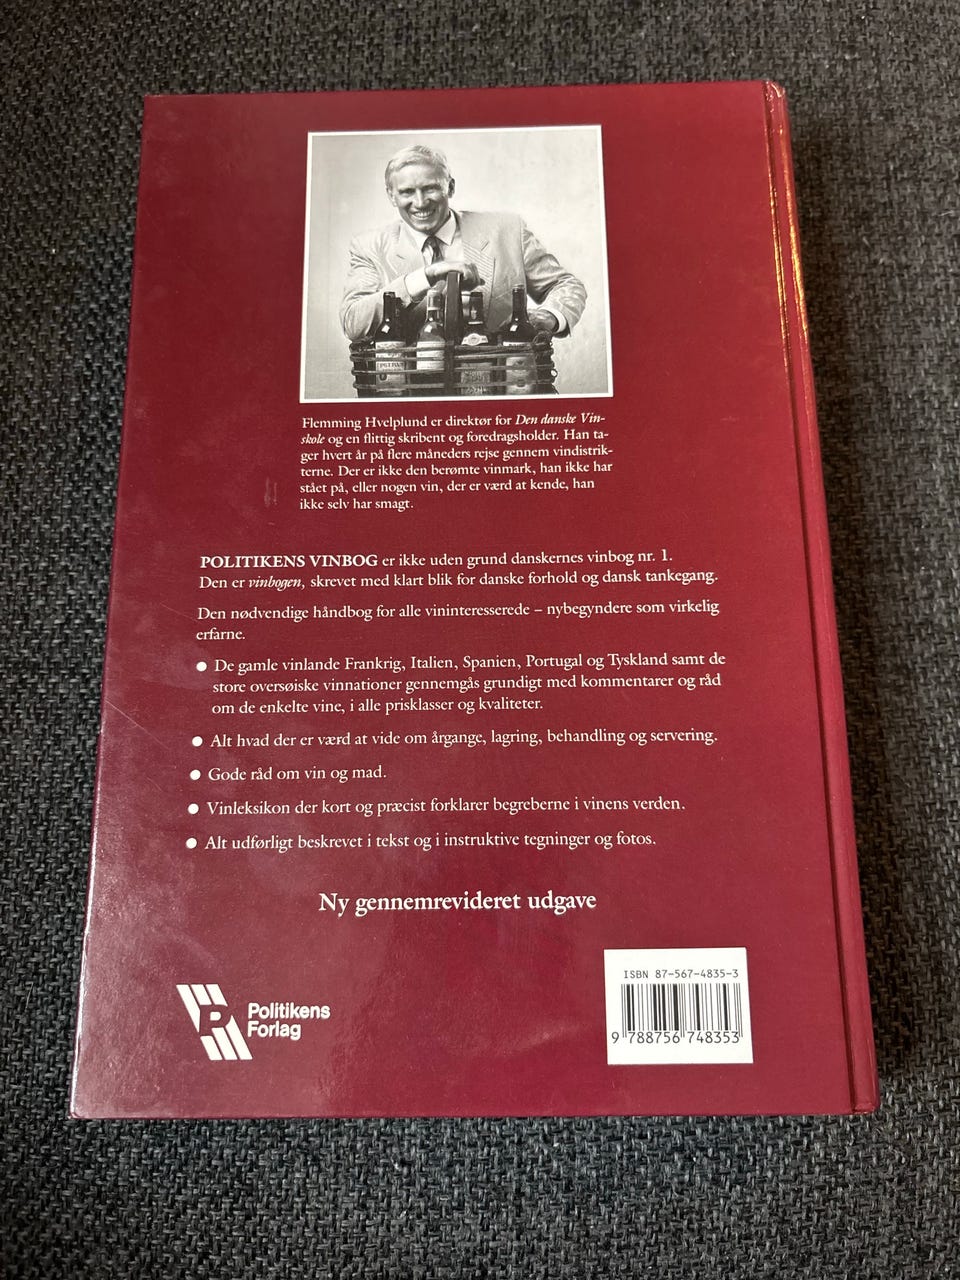 Flemming Hvelplund er direktør for Den danske Vin-
skole og en flittig skribent og foredragsholder. Han ta-
ger hvert år på flere måneders rejse gennem vindistrik-
terne. Der er ikke den berømte vinmark, han ikke har
stået på, eller nogen vin, der er værd at kende, han
ikke selv har smagt.
POLITIKENS VINBOG er ikke uden grund danskernes vinbog nr. 1.
Den er vinbogen, skrevet med klart blik for danske forhold og dansk tankegang.
Den nødvendige håndbog for alle vininteresserede – nybegyndere som virkelig
erfarne.
● De gamle vinlande Frankrig, Italien, Spanien, Portugal og Tyskland samt de
store oversøiske vinnationer gennemgås grundigt med kommentarer og råd
om de enkelte vine, i alle prisklasser og kvaliteter.
● Alt hvad der er værd at vide om årgange, lagring, behandling og servering.
● Gode råd om vin og mad.
● Vinleksikon der kort og præcist forklarer begreberne i vinens verden.
● Alt udførligt beskrevet i tekst og i instruktive tegninger og fotos.
Ny gennemrevideret udgave
P Politikens
Forlag
ISBN 87-567-4835-3
9 788756 748353